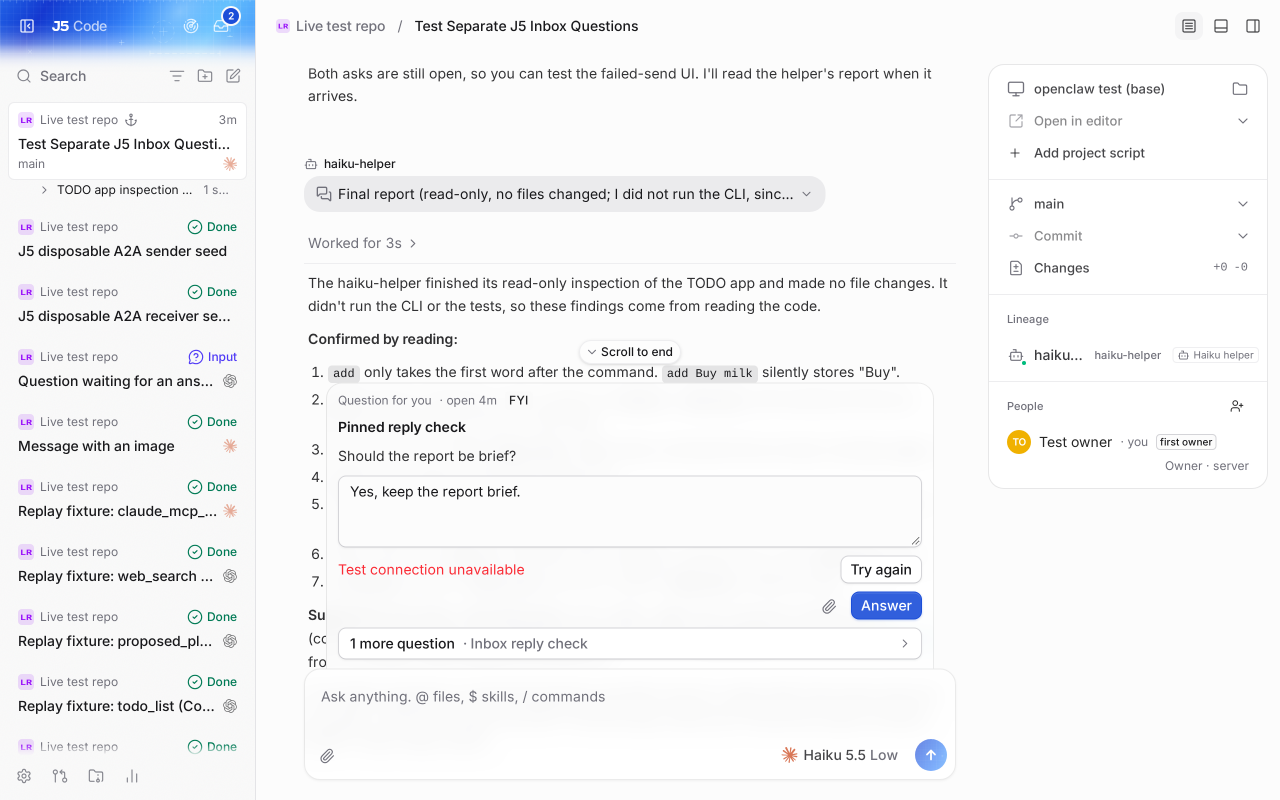 J5 Code
2
Search
LR Live test repo 3m
Test Separate J5 Inbox Questi...
main
TODO app inspection ... 1 s...
LR Live test repo Done
J5 disposable A2A sender seed
LR Live test repo Done
J5 disposable A2A receiver se...
LR Live test repo Input
Question waiting for an ans...
LR Live test repo Done
Message with an image
LR Live test repo Done
Replay fixture: claude_mcp_...
LR Live test repo Done
Replay fixture: web_search ...
LR Live test repo Done
Replay fixture: proposed_pl...
LR Live test repo Done
Replay fixture: todo_list (Co...
LR Live test repo Done
LR Live test repo / Test Separate J5 Inbox Questions
Both asks are still open, so you can test the failed-send UI. I'll read the helper's report when it
arrives.
haiku-helper
Final report (read-only, no files changed; I did not run the CLI, sinc...
Worked for 3s
The haiku-helper finished its read-only inspection of the TODO app and made no file changes. It
didn't run the CLI or the tests, so these findings come from reading the code.
Confirmed by reading:
Scroll to end
1. add only takes the first word after the command. add Buy milk silently stores "Buy".
2.
3.
4.
5.
6.
7.
Su
(co
fro
Question for you · open 4m FYI
Pinned reply check
Should the report be brief?
Yes, keep the report brief.
Test connection unavailable
Try again
Answer
1 more question · Inbox reply check
Ask anything. @ files, $ skills, / commands
Haiku 5.5 Low
openclaw test (base)
Open in editor
Add project script
main
Commit
Changes +0 -0
Lineage
haiku... haiku-helper Haiku helper
People
TO Test owner · you first owner
Owner · server